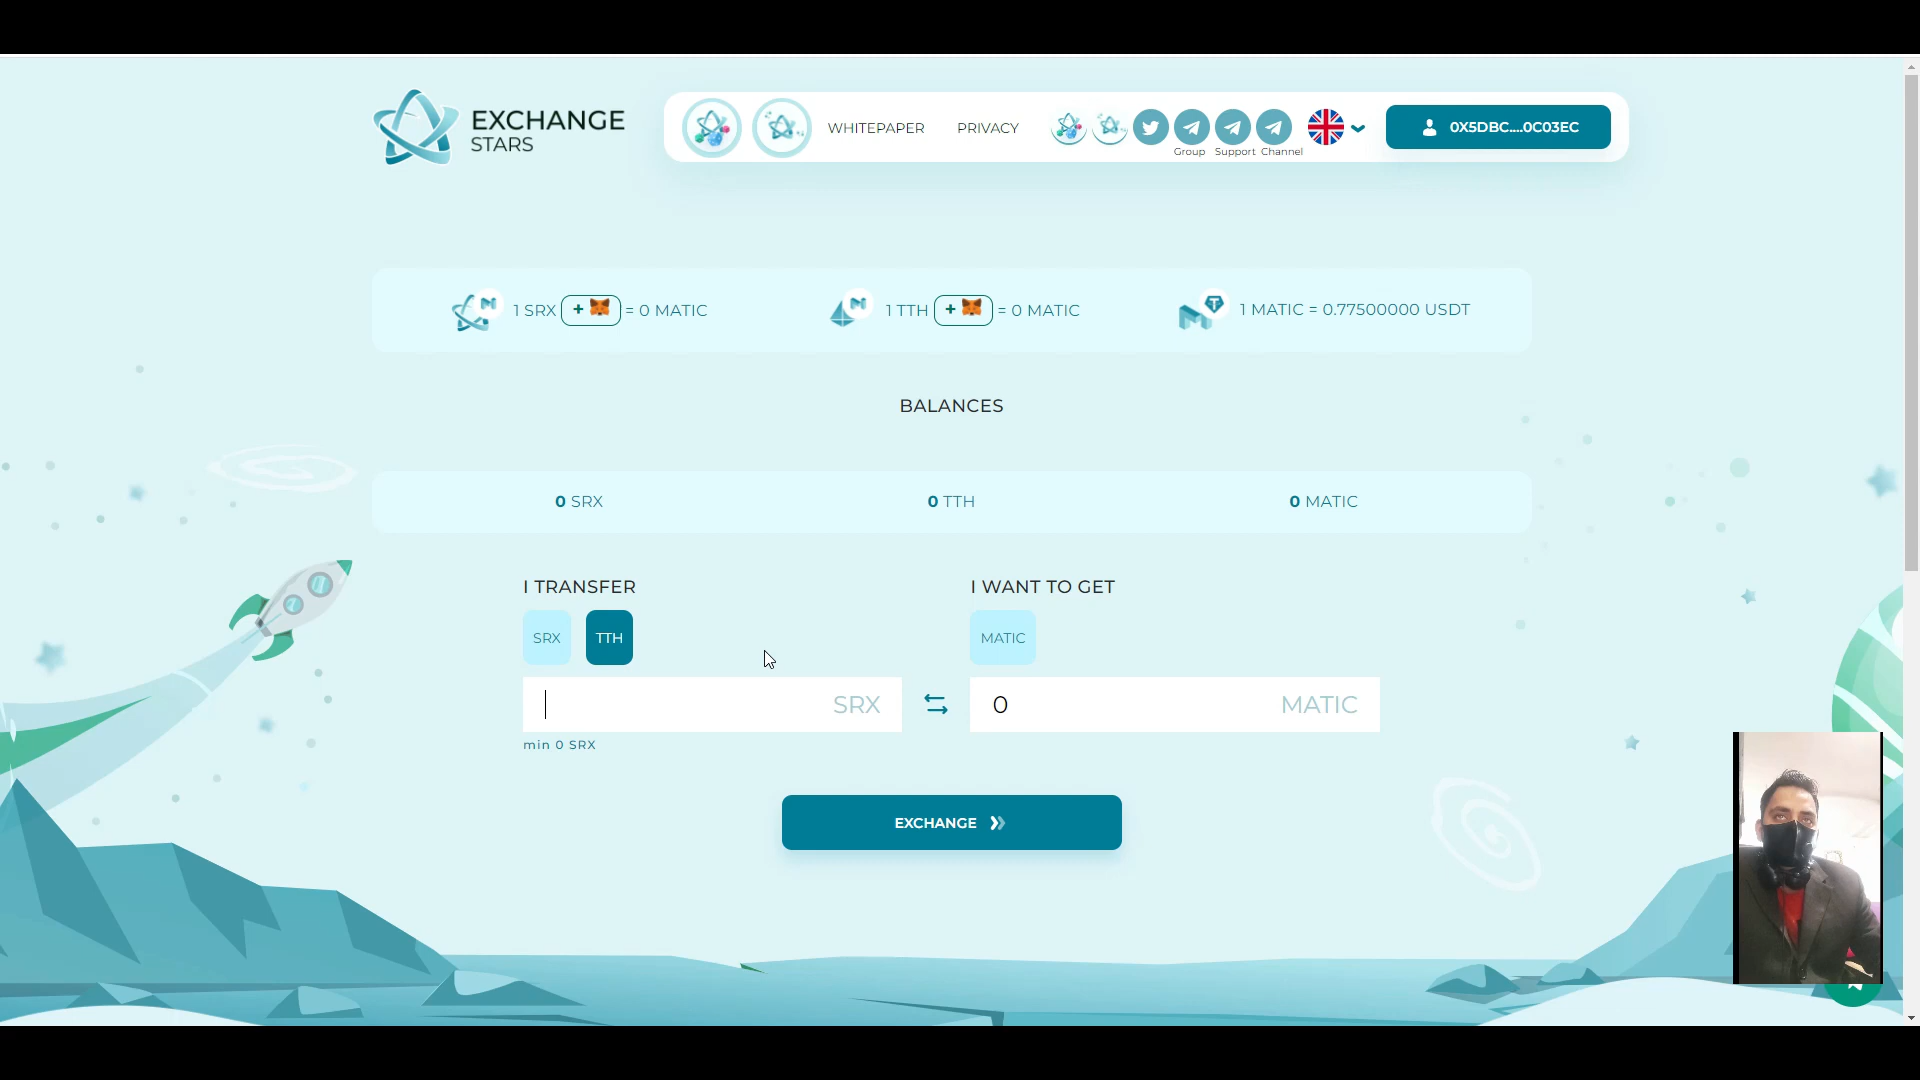 EXCHANGE
STARS
WHITEPAPER
PRIVACY
Group
Support
Channel
0X5DBC....0C03EC
1 SRX + = 0 MATIC
1 TTH + = 0 MATIC
1 MATIC = 0.77500000 USDT
BALANCES
0 SRX
0 TTH
0 MATIC
I TRANSFER
I WANT TO GET
SRX
TTH
MATIC
SRX
0 MATIC
min 0 SRX
EXCHANGE